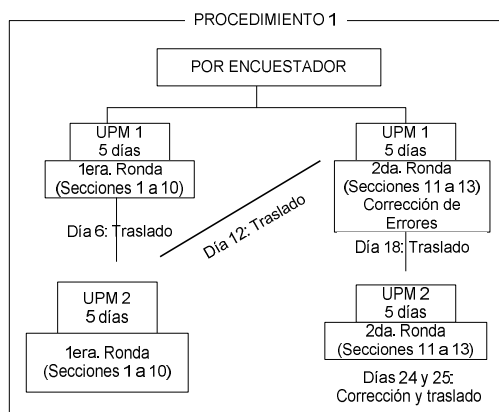 PROCEDIMIENTO 1
POR ENCUESTADOR
UPM 1
5 días
1era. Ronda
(Secciones 1 a 10)
Día 6: Traslado
UPM 2
5 días
1era. Ronda
(Secciones 1 a 10)
Día 12: Traslado
UPM 1
5 días
2da. Ronda
(Secciones 11 a 13)
Corrección de
Errores
Día 18: Traslado
UPM 2
5 días
2da. Ronda
(Secciones 11 a 13)
Días 24 y 25:
Corrección y traslado